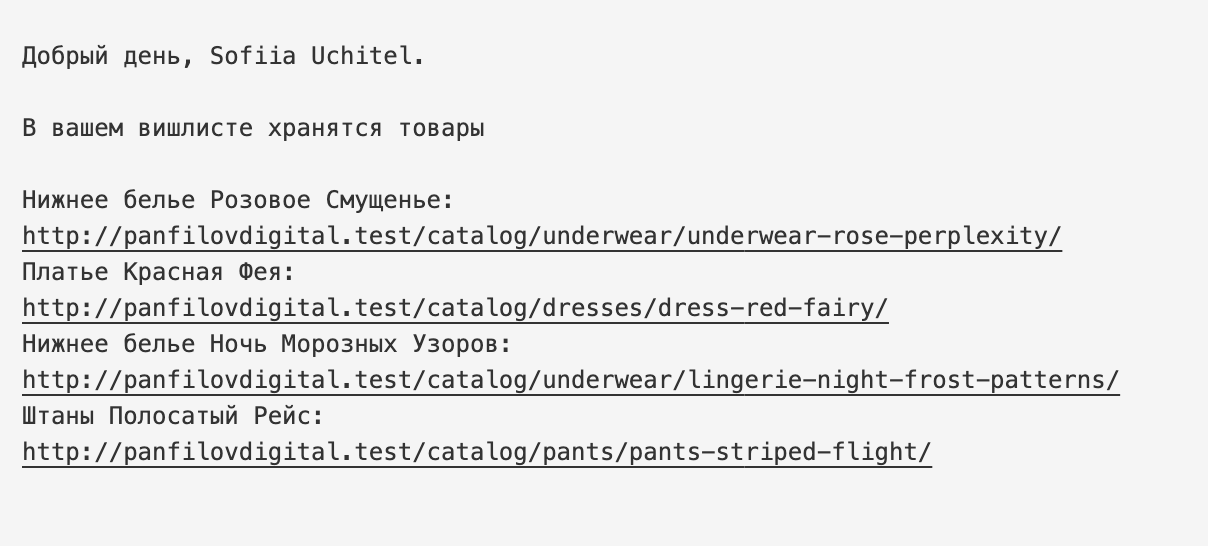 Добрый день, Sofiia Uchitel.
В вашем вишлисте хранятся товары
Нижнее белье Розовое Смущенье:
http://panfilovdigital.test/catalog/underwear/underwear-rose-perplexity/
Платье Красная Фея:
http://panfilovdigital.test/catalog/dresses/dress-red-fairy/
Нижнее белье Ночь Морозных Узоров:
http://panfilovdigital.test/catalog/underwear/lingerie-night-frost-patterns/
Штаны Полосатый Рейс:
http://panfilovdigital.test/catalog/pants/pants-striped-flight/